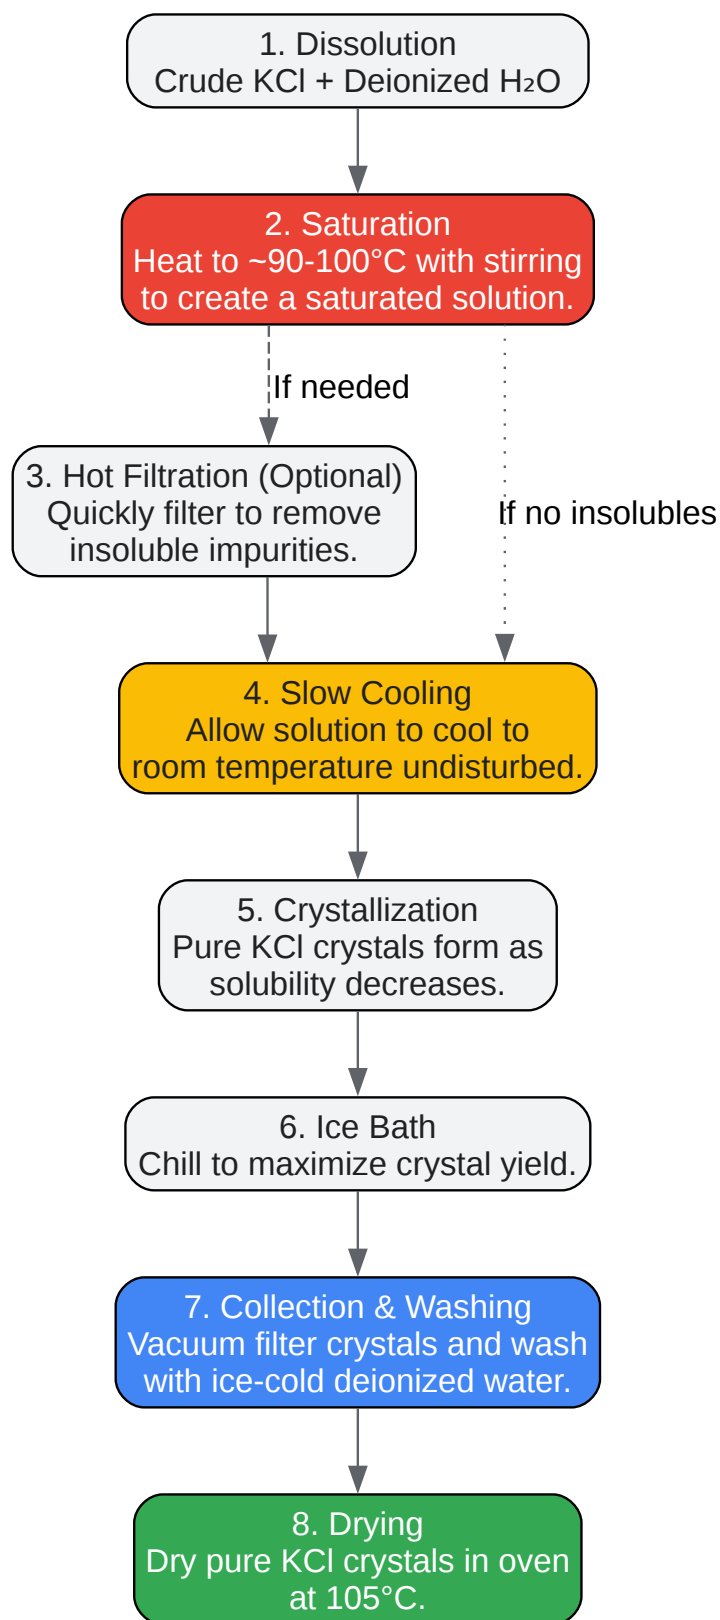 1. Dissolution
Crude KCl + Deionized H₂O
2. Saturation
Heat to ~90-100°C with stirring
to create a saturated solution.
If needed
3. Hot Filtration (Optional)
Quickly filter to remove
insoluble impurities.
If no insolubles
4. Slow Cooling
Allow solution to cool to
room temperature undisturbed.
5. Crystallization
Pure KCl crystals form as
solubility decreases.
6. Ice Bath
Chill to maximize crystal yield.
7. Collection & Washing
Vacuum filter crystals and wash
with ice-cold deionized water.
8. Drying
Dry pure KCl crystals in oven
at 105°C.